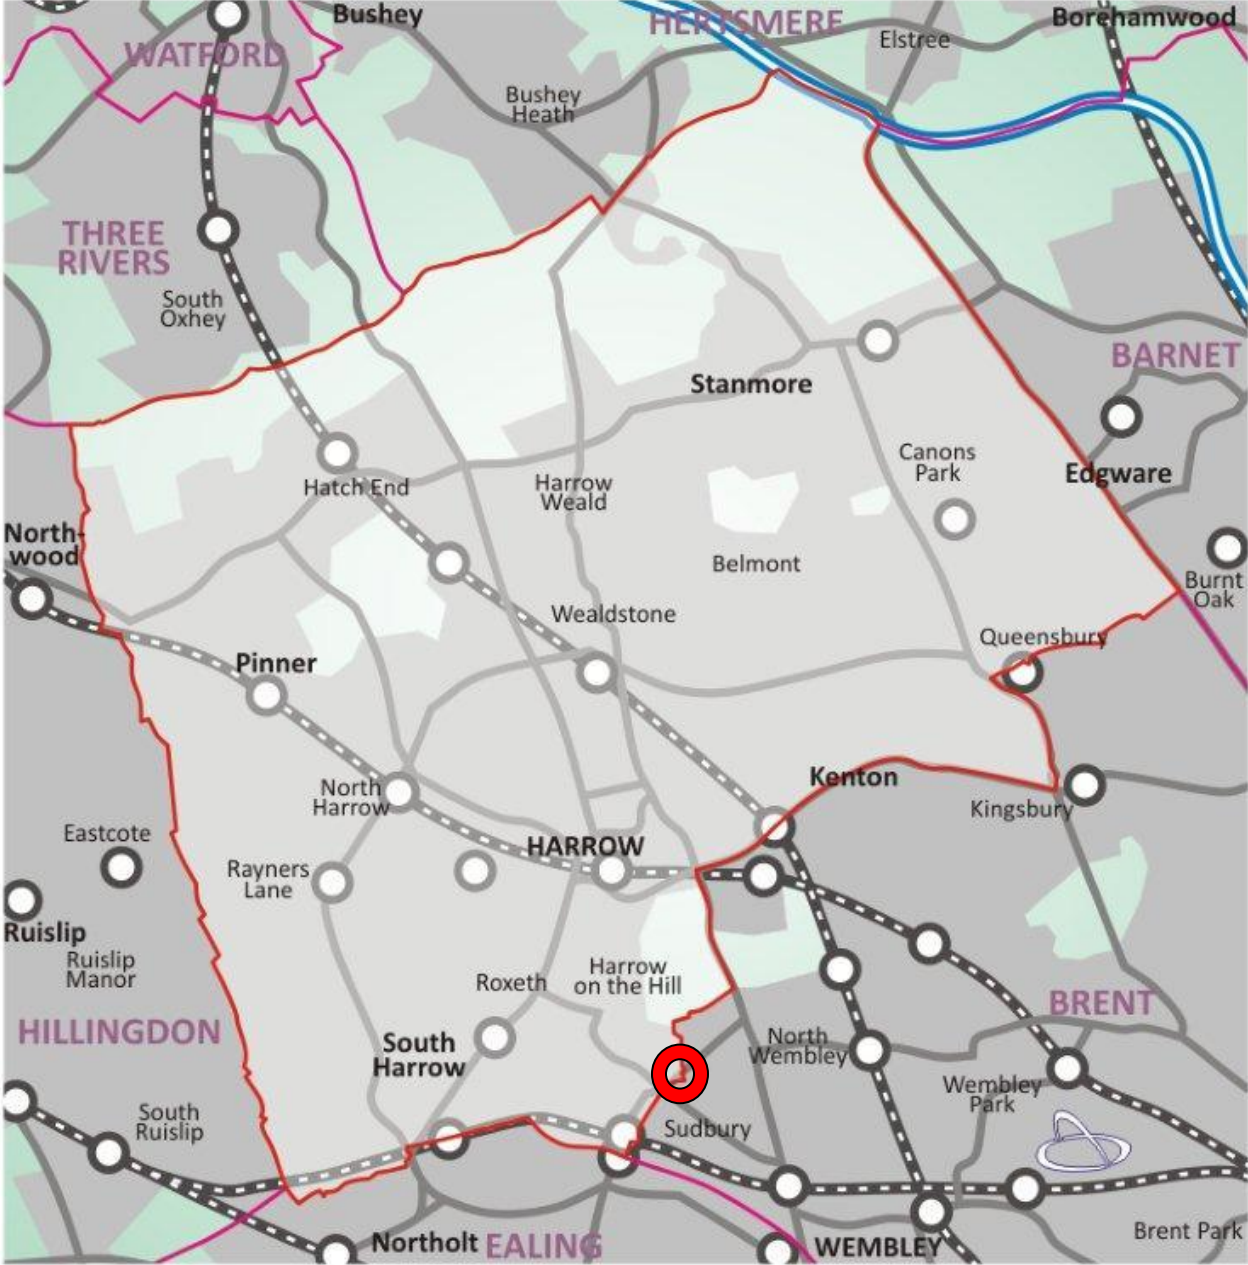 Bushey
HERTSMERE
Borehamwood
WATFORD
Elstree
Bushey
Heath
THREE
RIVERS
South
Oxhey
BARNET
Stanmore
Canons
Park
Edgware
Hatch End
Harrow
Weald
North-
wood
Belmont
Burnt
Oak
Wealdstone
Queensbury
Pinner
Kenton
North
Harrow
Kingsbury
Eastcote
HARROW
Rayners
Lane
Ruislip
Ruislip
Manor
Roxeth
Harrow
on the Hill
BRENT
HILLINGDON
South
Harrow
North
Wembley
Wembley
Park
South
Ruislip
Sudbury
Brent Park
Northolt
EALING
WEMBLEY